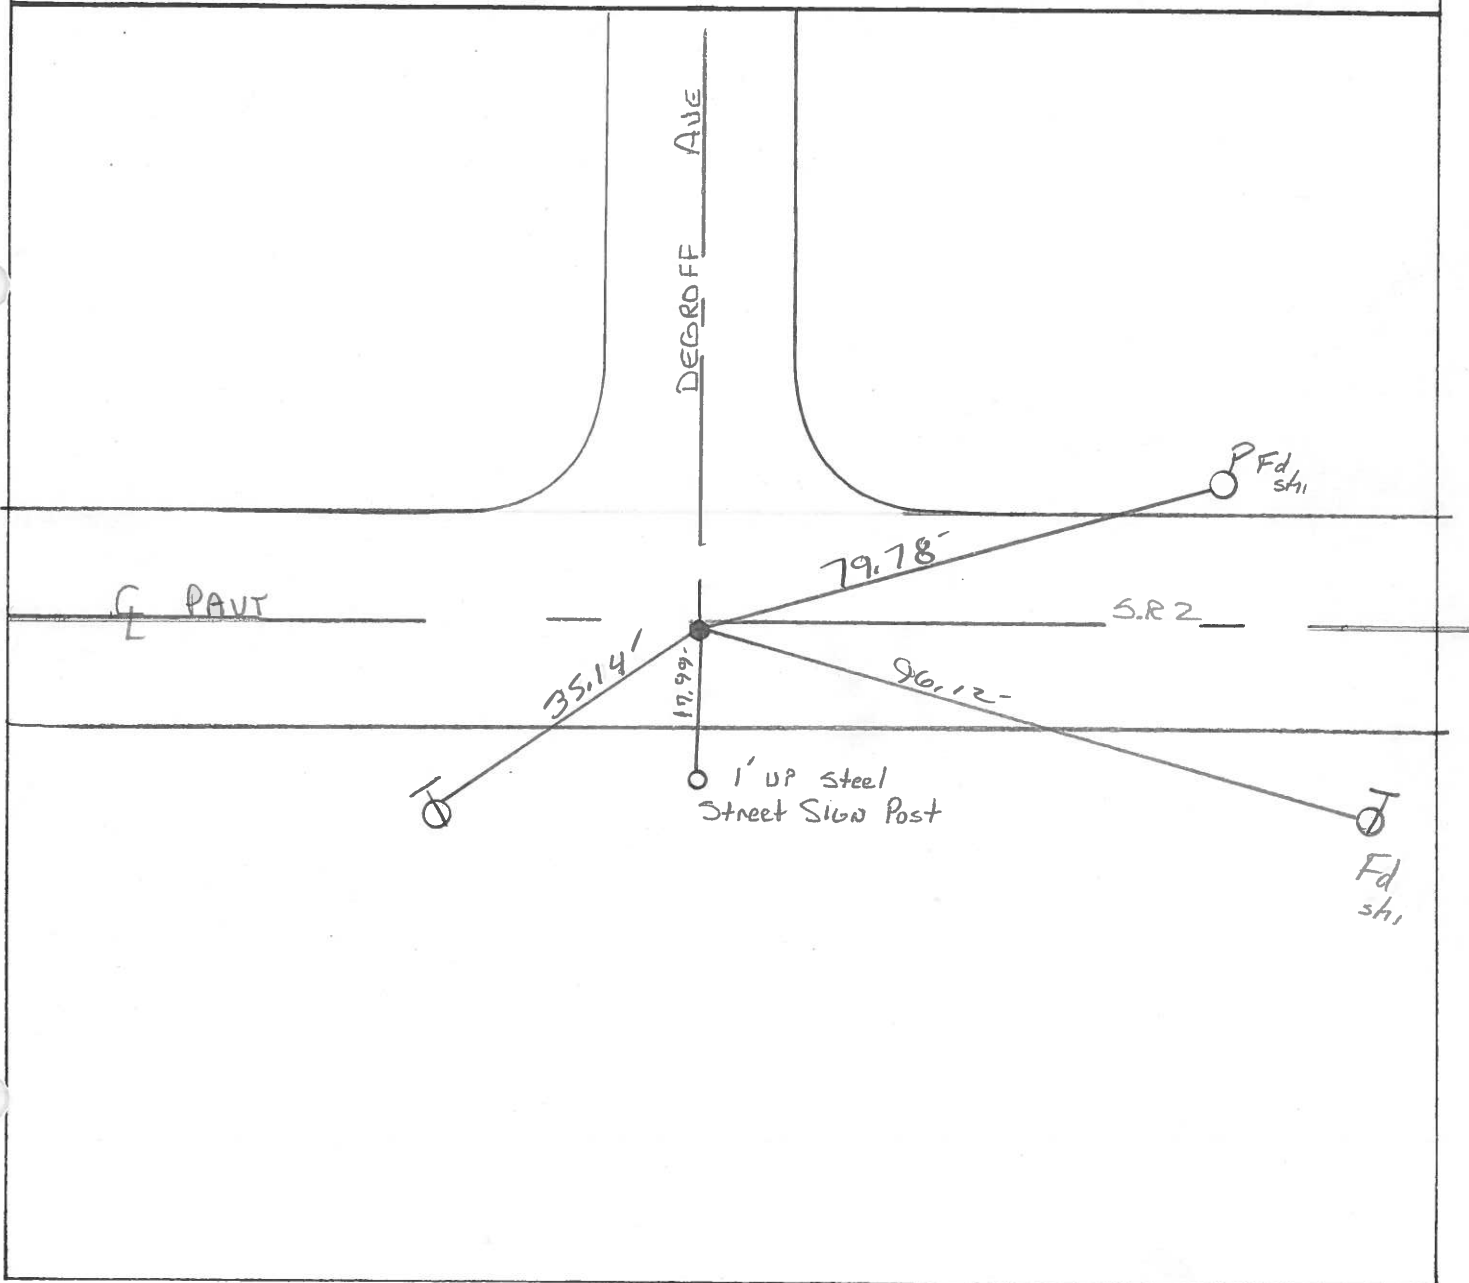 DEGROFF AVE
P Fd
sh,
79.78'
℄ PAVT
S.R 2
35.14'
17.99'
96.12'
1' UP Steel
Street Sign Post
T
T
Fd
sh,